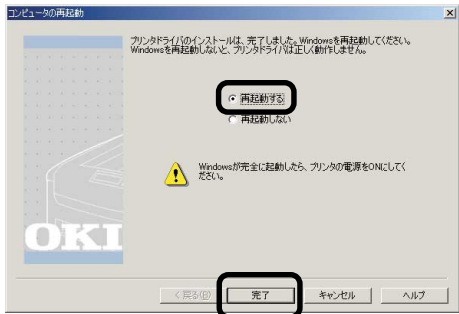 コンピュータの再起動
プリンタドライバのインストールは、完了しました。Windowsを再起動してください。
Windowsを再起動しないと、プリンタドライバは正しく動作しません。
再起動する
再起動しない
Windowsが完全に起動したら、プリンタの電源をONにしてく
ださい。
OKI
< 戻る(B)
完了
キャンセル
ヘルプ